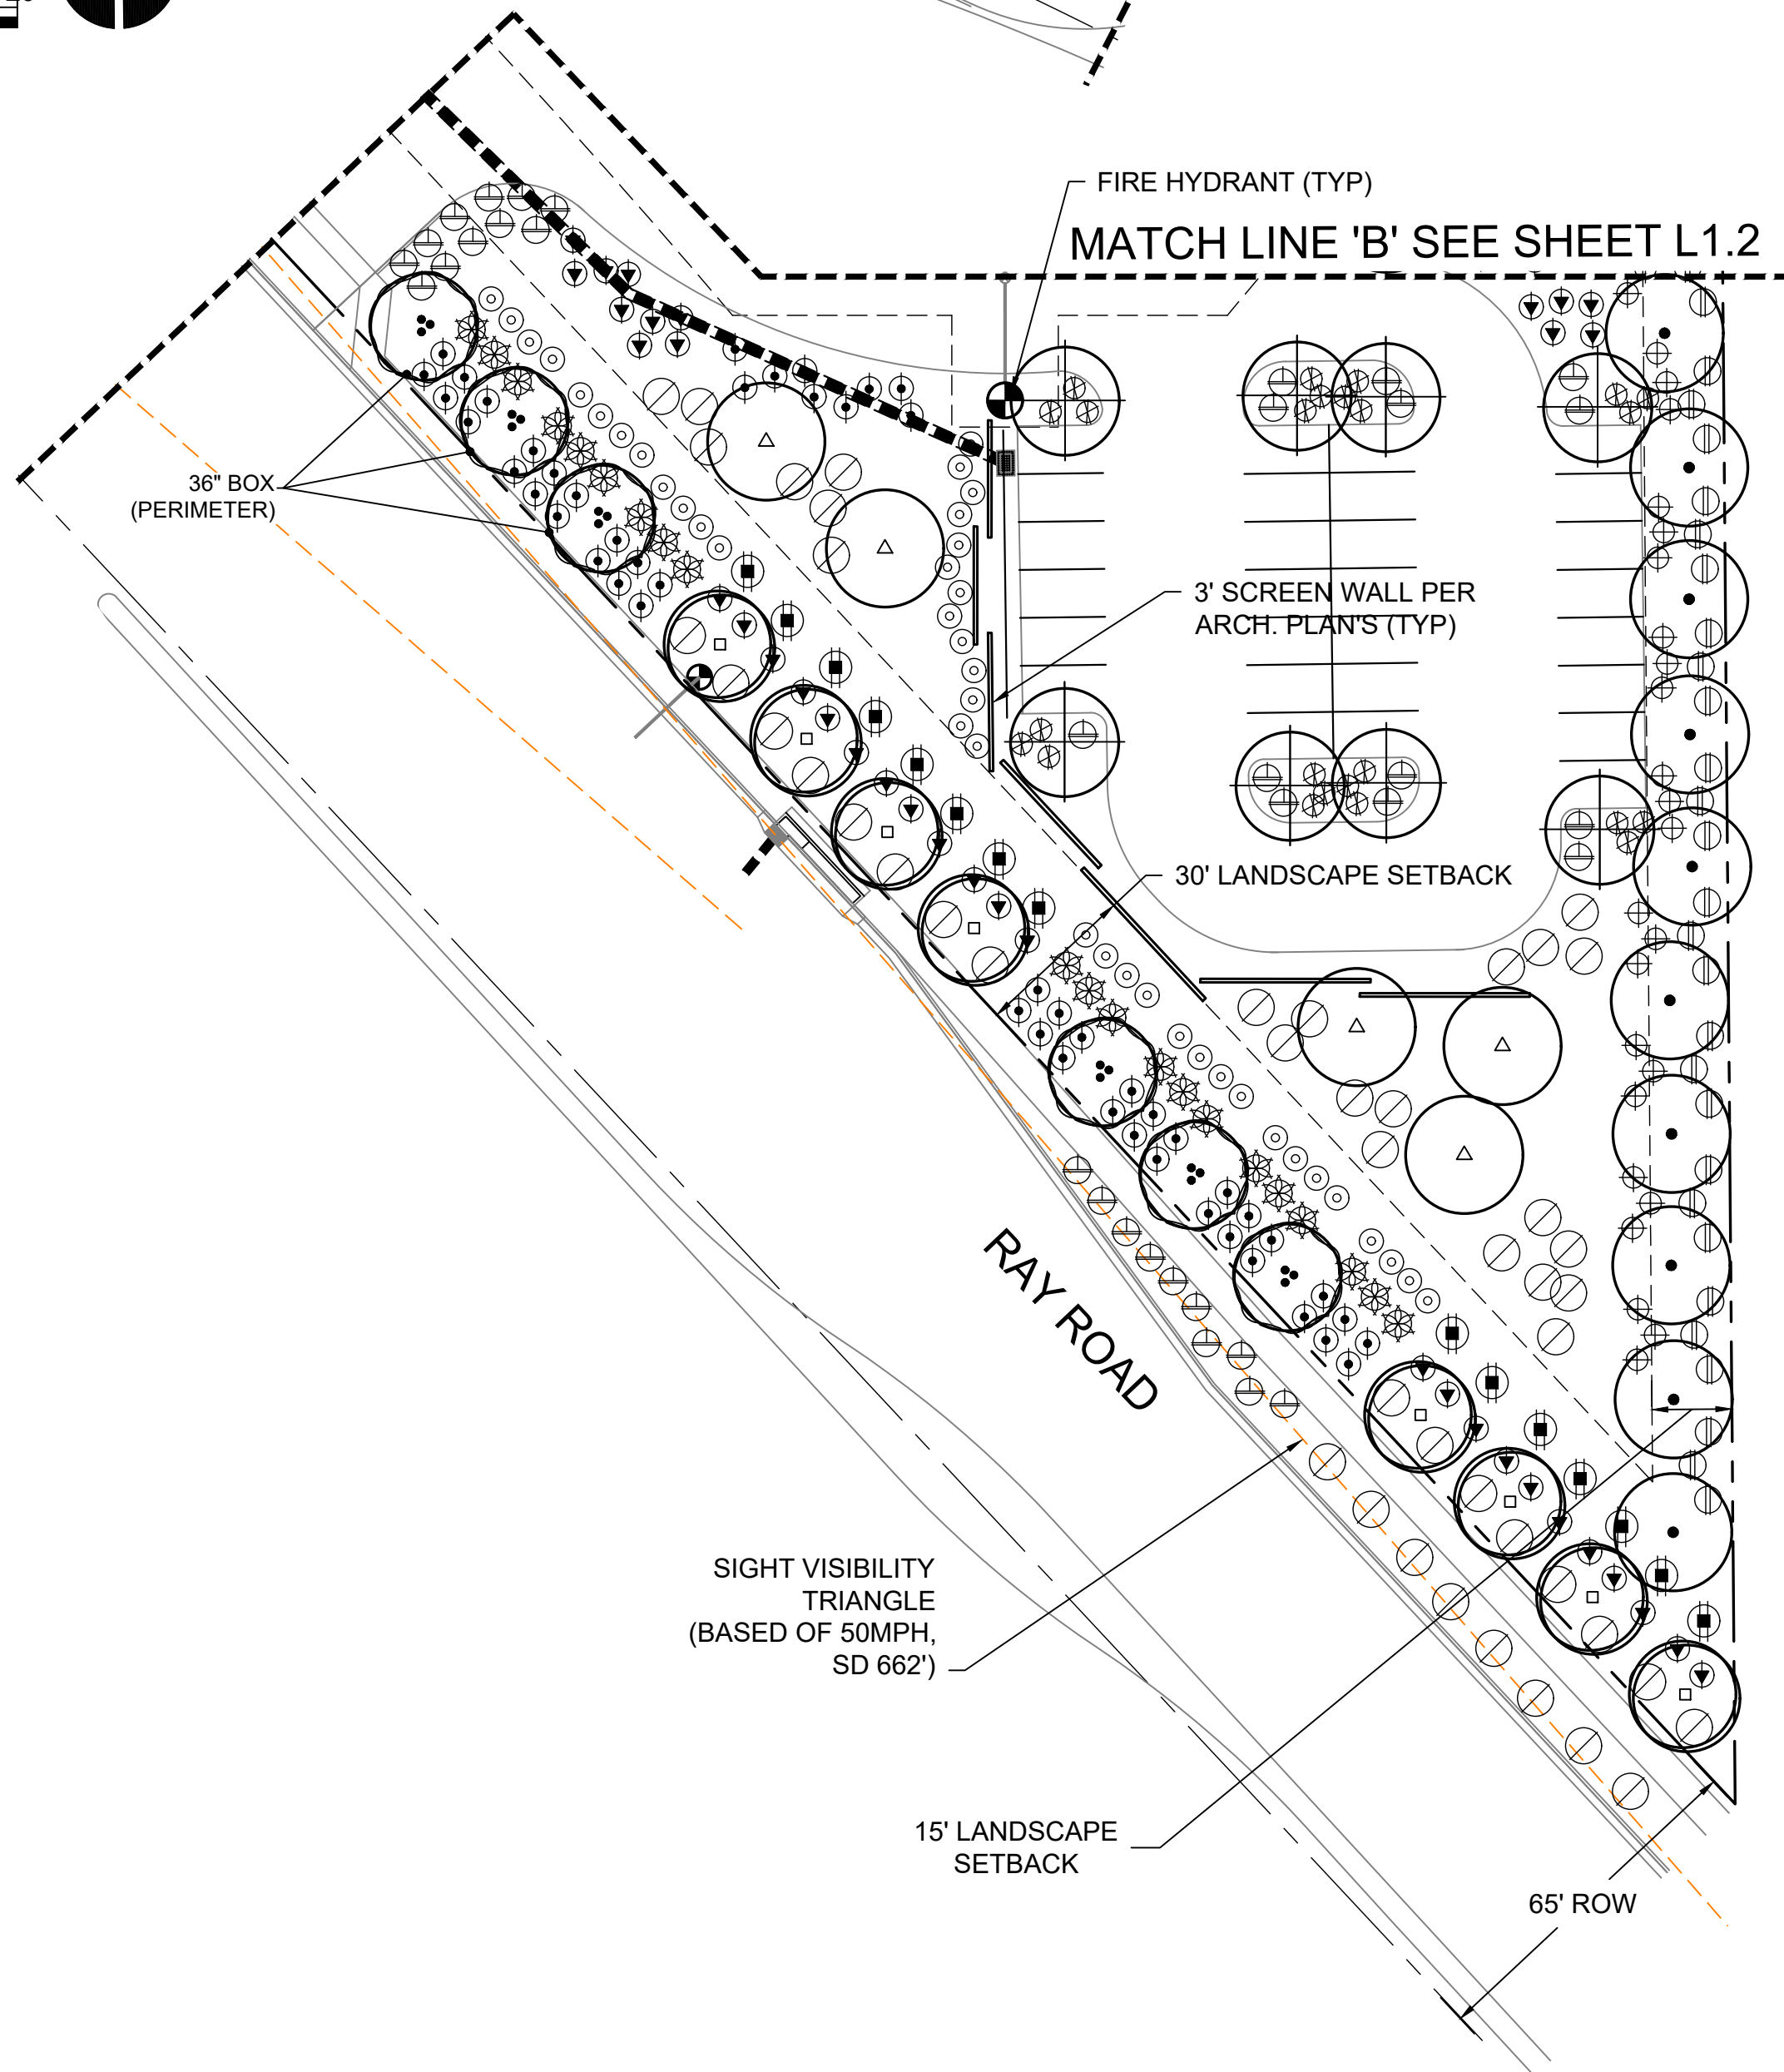 FIRE HYDRANT (TYP)
MATCH LINE 'B' SEE SHEET L1.2
36" BOX
(PERIMETER)
3' SCREEN WALL PER
ARCH. PLAN'S (TYP)
30' LANDSCAPE SETBACK
RAY ROAD
SIGHT VISIBILITY
TRIANGLE
(BASED OF 50MPH,
SD 662')
15' LANDSCAPE
SETBACK
65' ROW